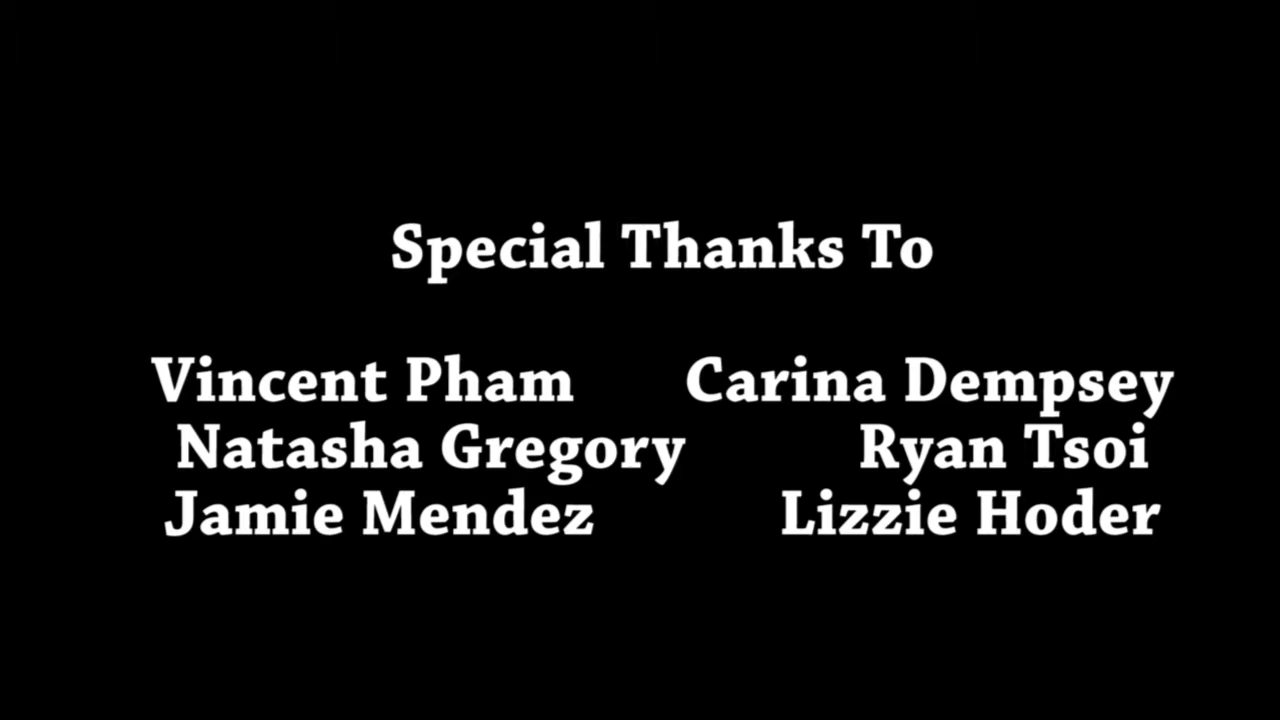 Special Thanks To
Vincent Pham Carina Dempsey
Natasha Gregory Ryan Tsoi
Jamie Mendez Lizzie Hoder